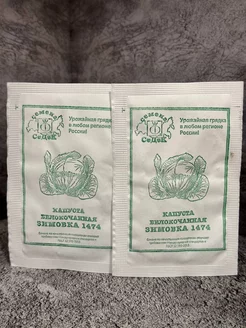 семена
СеДеК
Урожайная грядка
в любом регионе
России!
КАПУСТА
БЕЛОКОЧАННАЯ
ЗИМОВКА 1474
семена
СеДеК
Урожайная грядка
в любом регионе
России!
КАПУСТА
БЕЛОКОЧАННАЯ
ЗИМОВКА 1474